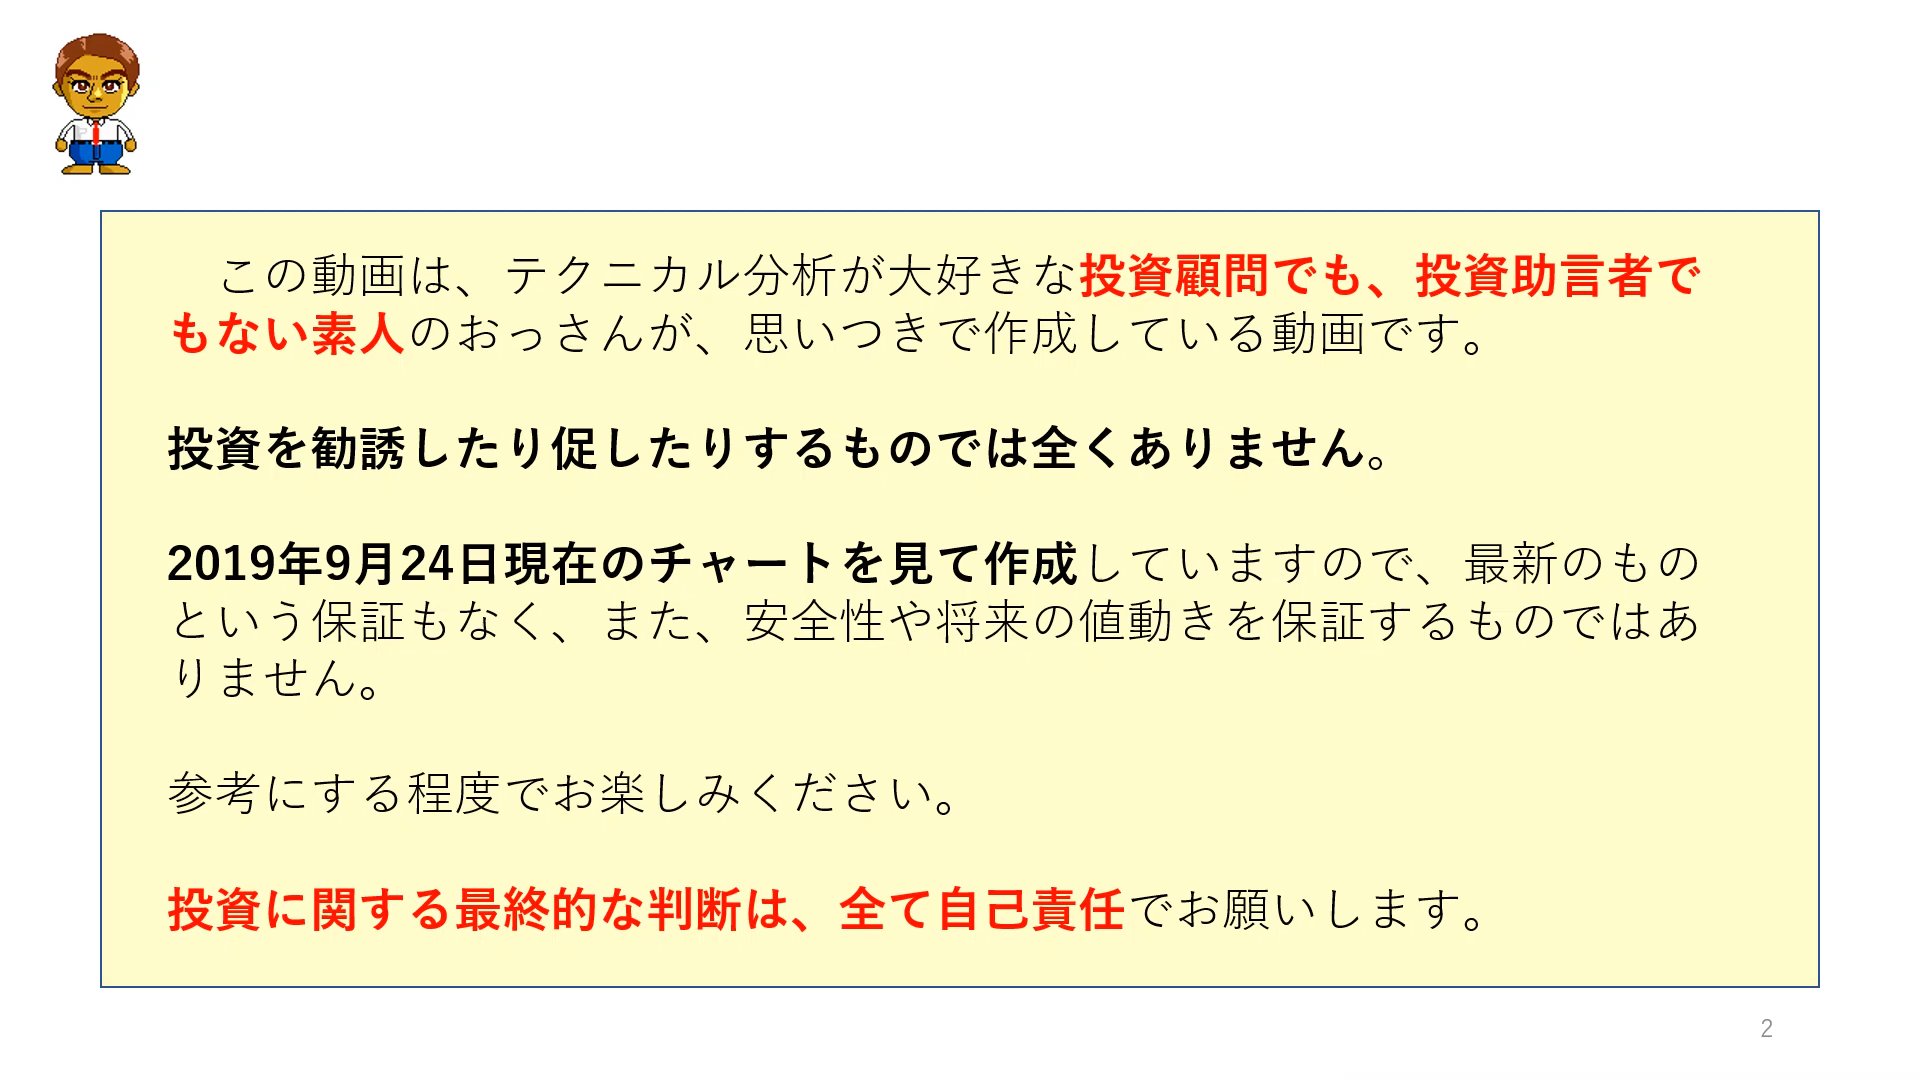 この動画は、テクニカル分析が大好きな投資顧問でも、投資助言者で
もない素人のおっさんが、思いつきで作成している動画です。
投資を勧誘したり促したりするものでは全くありません。
2019年9月24日現在のチャートを見て作成していますので、最新のもの
という保証もなく、また、安全性や将来の値動きを保証するものではあ
りません。
参考にする程度でお楽しみください。
投資に関する最終的な判断は、全て自己責任でお願いします。
2